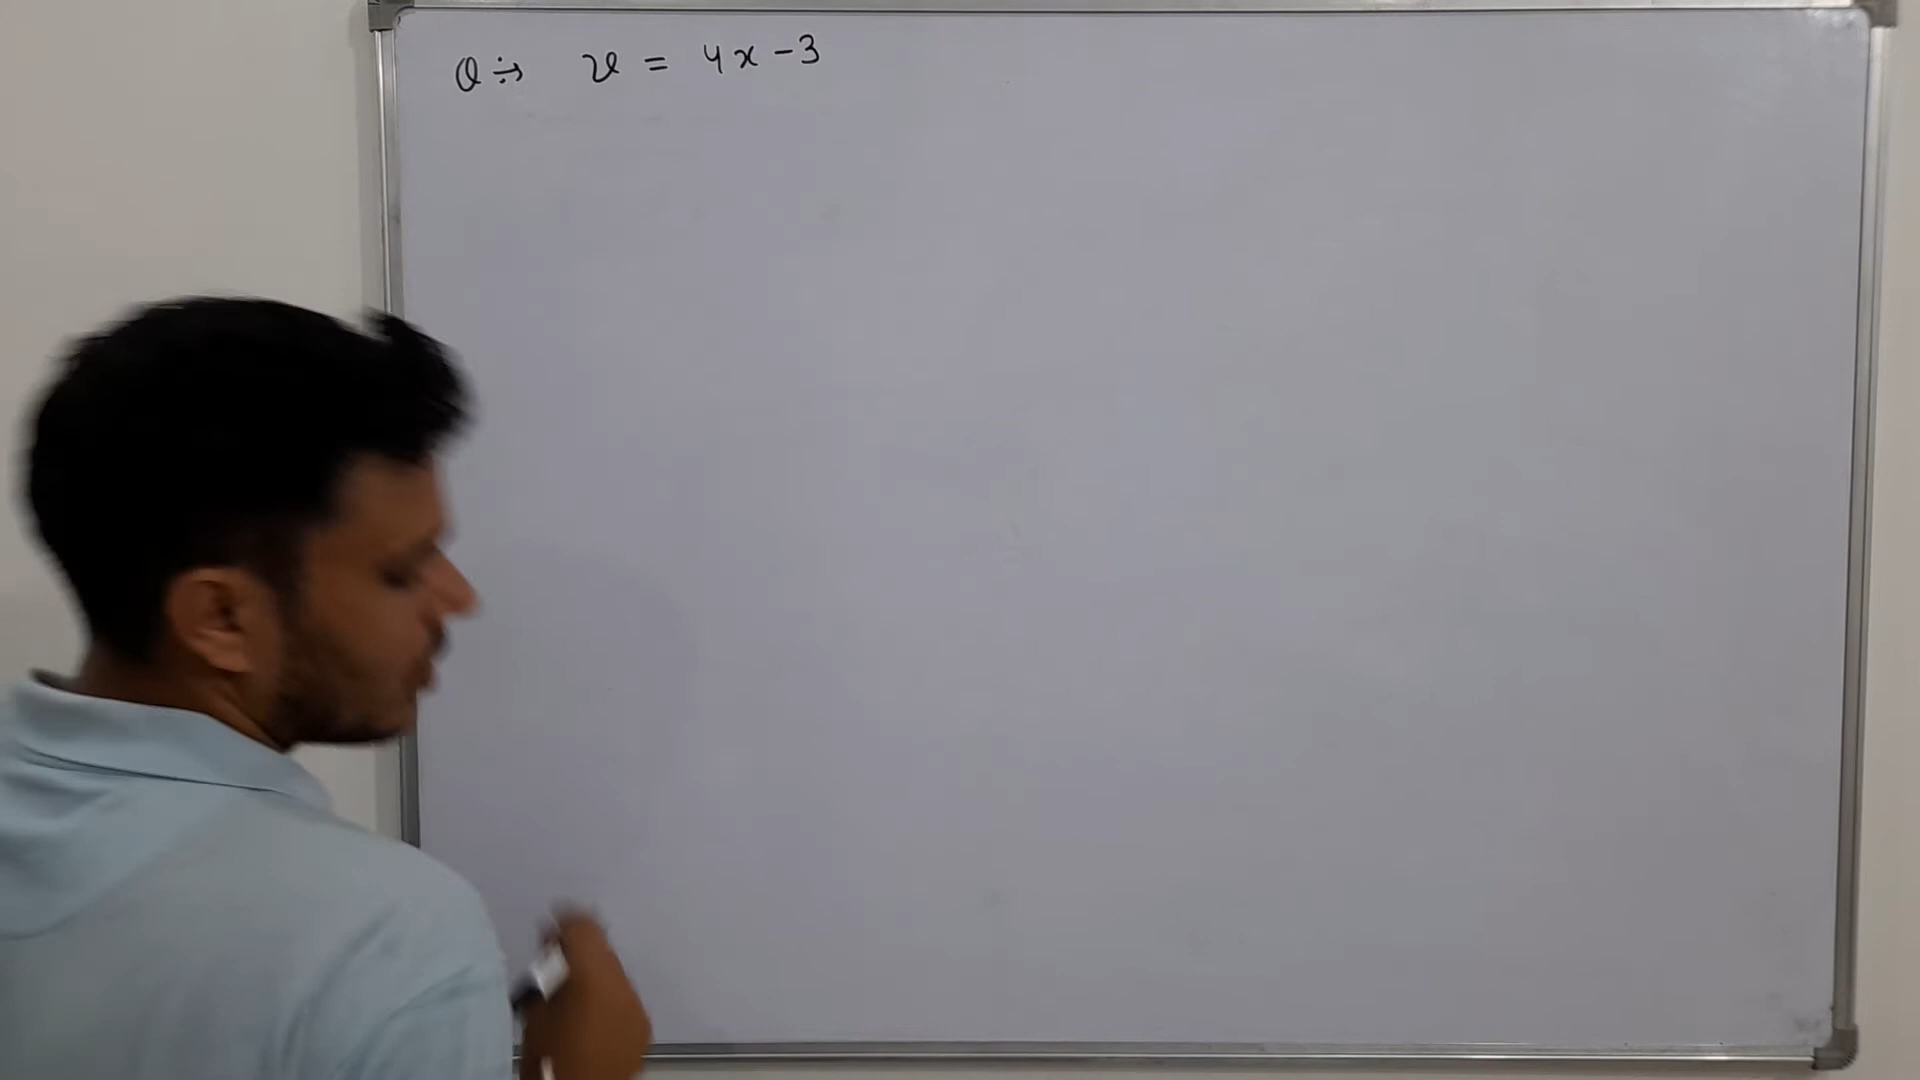 Q ÷→ v = 4x - 3